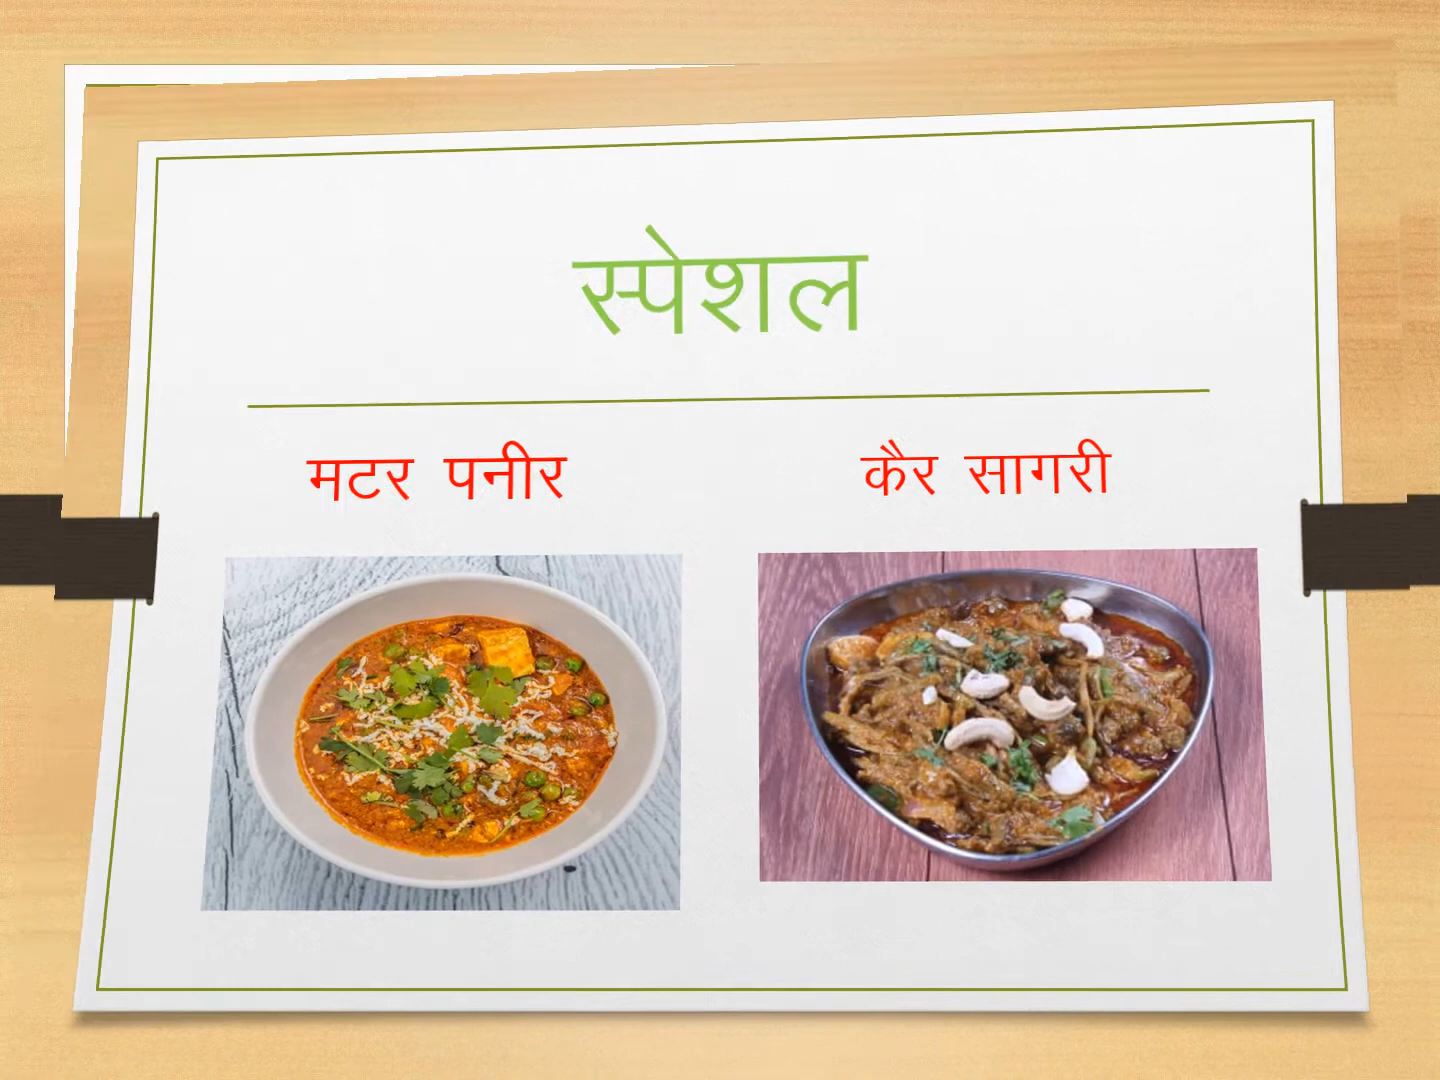 स्पेशल
मटर पनीर
कैर सागरी